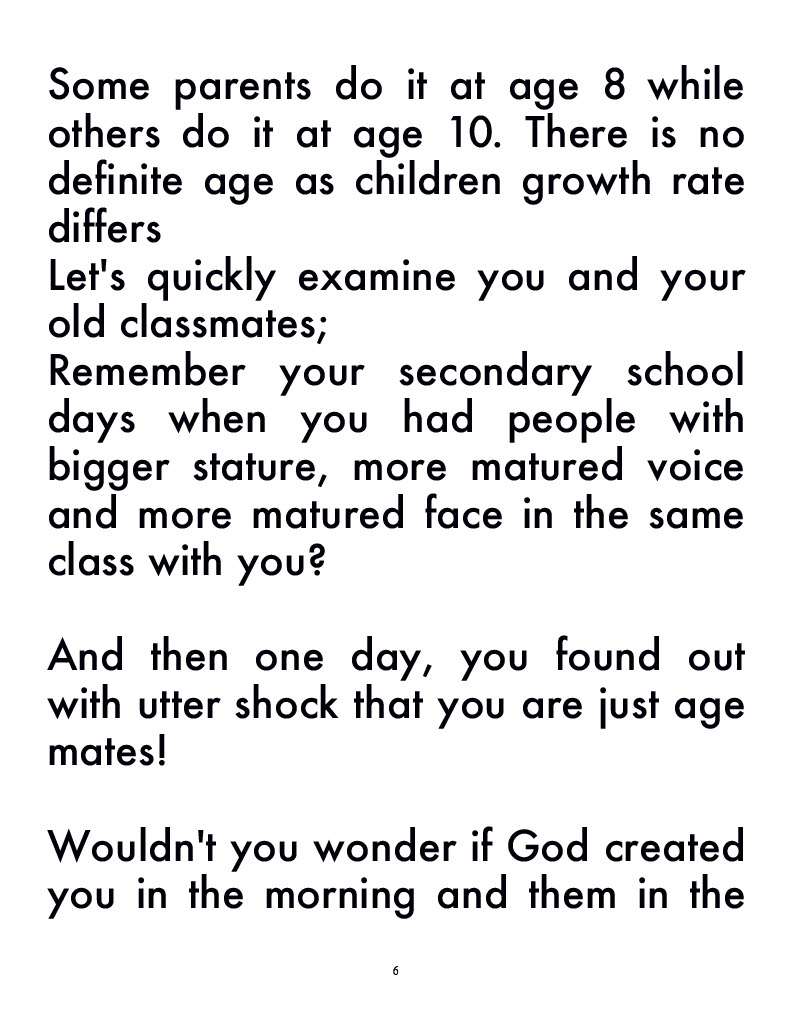 Some parents do it at age 8 while
others do it at age 10. There is no
definite age as children growth rate
differs
Let's quickly examine you and your
old classmates;
Remember your secondary school
days when you had people with
bigger stature, more matured voice
and more matured face in the same
class with you?
And then one day, you found out
with utter shock that you are just age
mates!
Wouldn't you wonder if God created
you in the morning and them in the
6